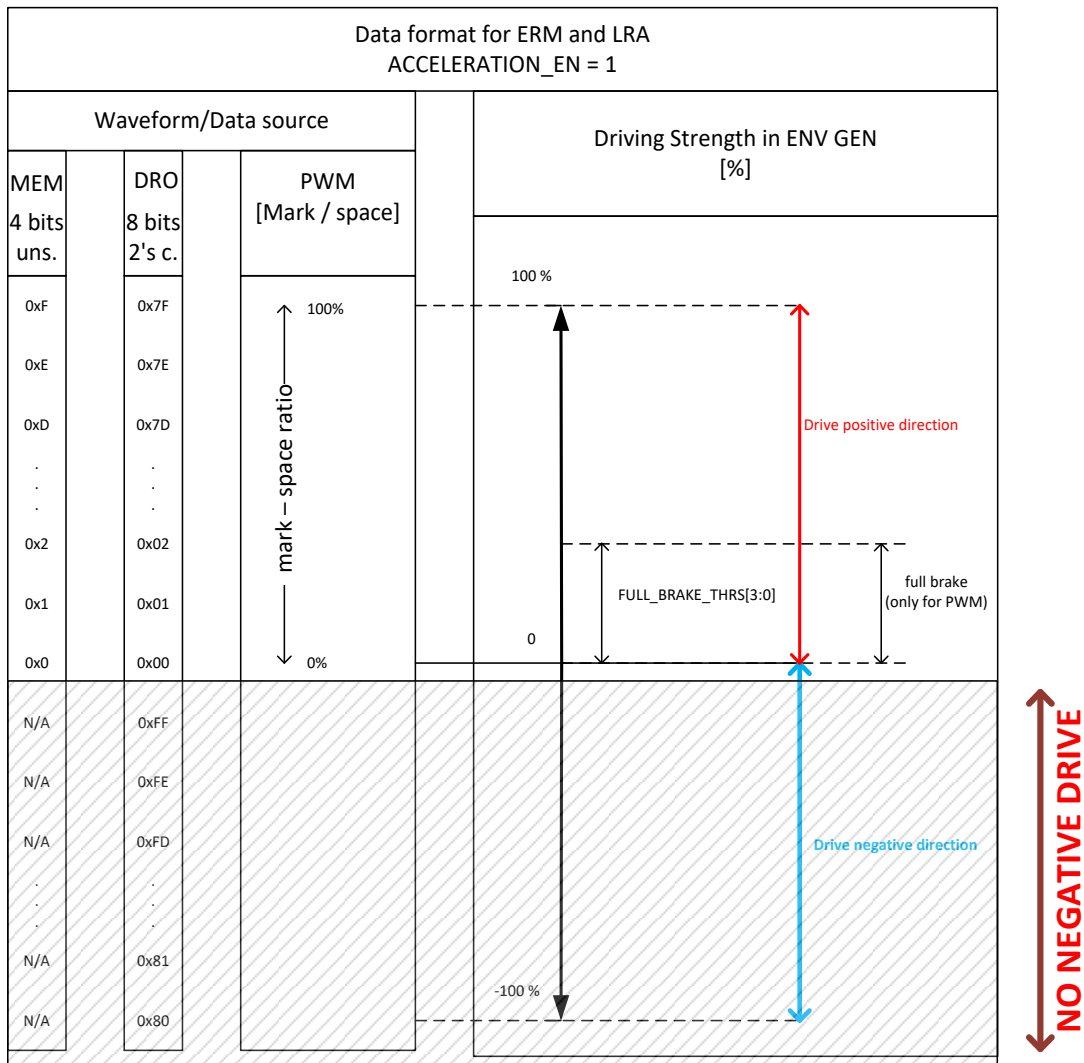 Data format for ERM and LRA
ACCELERATION_EN = 1
Waveform/Data source
Driving Strength in ENV GEN
[%]
MEM
4 bits
uns.
DRO
8 bits
2's c.
PWM
[Mark / space]
100 %
0xF
0x7F
100%
0xE
0x7E
mark – space ratio
0xD
0x7D
Drive positive direction
.
.
.
.
.
.
0x2
0x02
0x1
0x01
FULL_BRAKE_THRS[3:0]
full brake
(only for PWM)
0
0x0
0x00
0%
N/A
0xFF
N/A
0xFE
N/A
0xFD
Drive negative direction
NO NEGATIVE DRIVE
.
.
.
.
.
.
N/A
0x81
-100 %
N/A
0x80